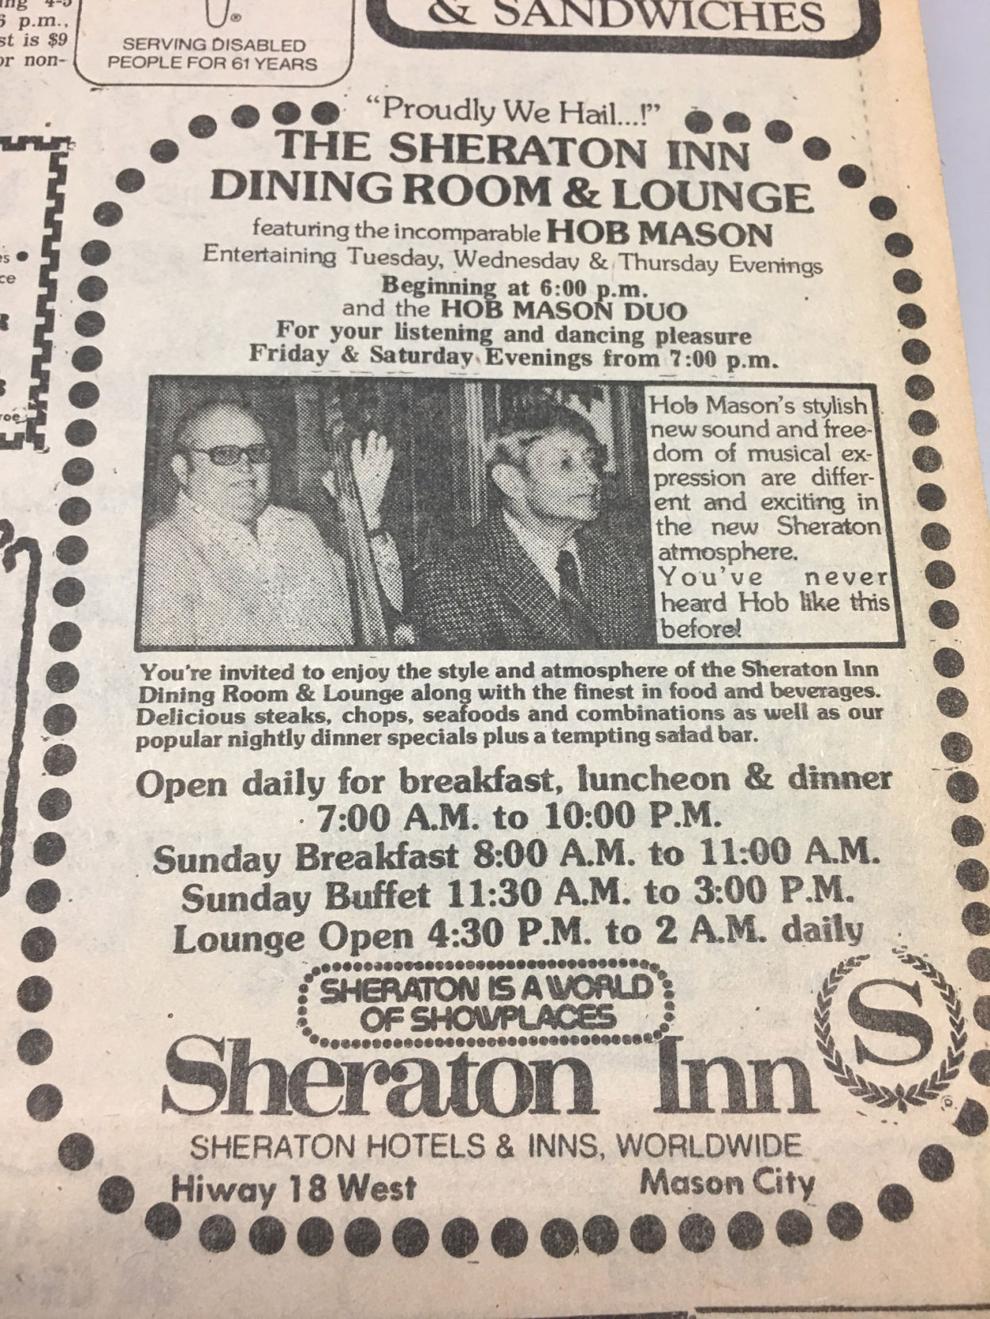 p.m.,
st is $9
or non-
®
SERVING DISABLED
PEOPLE FOR 61 YEARS
& SANDWICHES
“Proudly We Hail...!”
THE SHERATON INN
DINING ROOM & LOUNGE
featuring the incomparable HOB MASON
Entertaining Tuesday, Wednesday & Thursday Evenings
Beginning at 6:00 p.m.
and the HOB MASON DUO
For your listening and dancing pleasure
Friday & Saturday Evenings from 7:00 p.m.
Hob Mason's stylish
new sound and free-
dom of musical ex-
pression are differ-
ent and exciting in
the new Sheraton
atmosphere.
You've never
heard Hob like this
before!
You're invited to enjoy the style and atmosphere of the Sheraton Inn
Dining Room & Lounge along with the finest in food and beverages.
Delicious steaks, chops, seafoods and combinations as well as our
popular nightly dinner specials plus a tempting salad bar.
Open daily for breakfast, luncheon & dinner
7:00 A.M. to 10:00 P.M.
Sunday Breakfast 8:00 A.M. to 11:00 A.M.
Sunday Buffet 11:30 A.M. to 3:00 P.M.
Lounge Open 4:30 P.M. to 2 A.M. daily
SHERATON IS A WORLD
OF SHOWPLACES
S
®
Sheraton Inn
SHERATON HOTELS & INNS, WORLDWIDE
Hiway 18 West Mason City